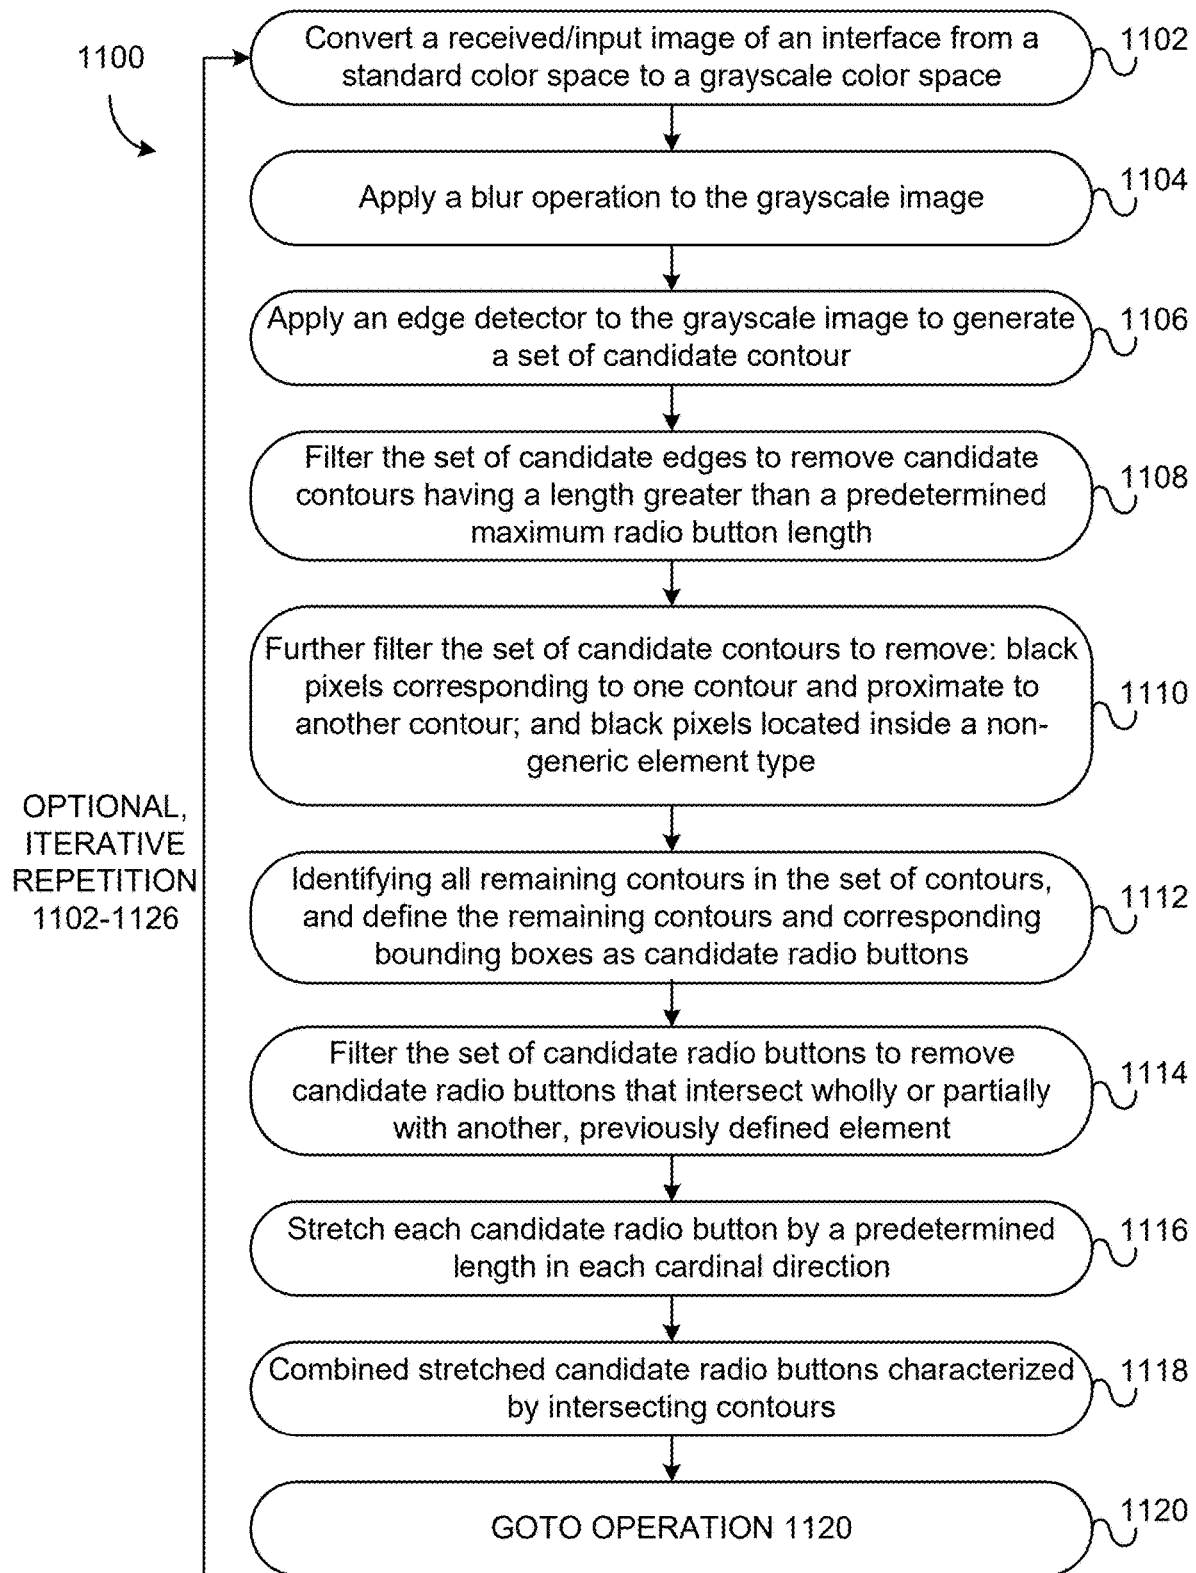 1100
Convert a received/input image of an interface from a
standard color space to a grayscale color space
1102
Apply a blur operation to the grayscale image
1104
Apply an edge detector to the grayscale image to generate
a set of candidate contour
1106
Filter the set of candidate edges to remove candidate
contours having a length greater than a predetermined
maximum radio button length
1108
Further filter the set of candidate contours to remove: black
pixels corresponding to one contour and proximate to
another contour; and black pixels located inside a non-
generic element type
1110
OPTIONAL,
ITERATIVE
REPETITION
1102-1126
Identifying all remaining contours in the set of contours,
and define the remaining contours and corresponding
bounding boxes as candidate radio buttons
1112
Filter the set of candidate radio buttons to remove
candidate radio buttons that intersect wholly or partially
with another, previously defined element
1114
Stretch each candidate radio button by a predetermined
length in each cardinal direction
1116
Combined stretched candidate radio buttons characterized
by intersecting contours
1118
GOTO OPERATION 1120
1120